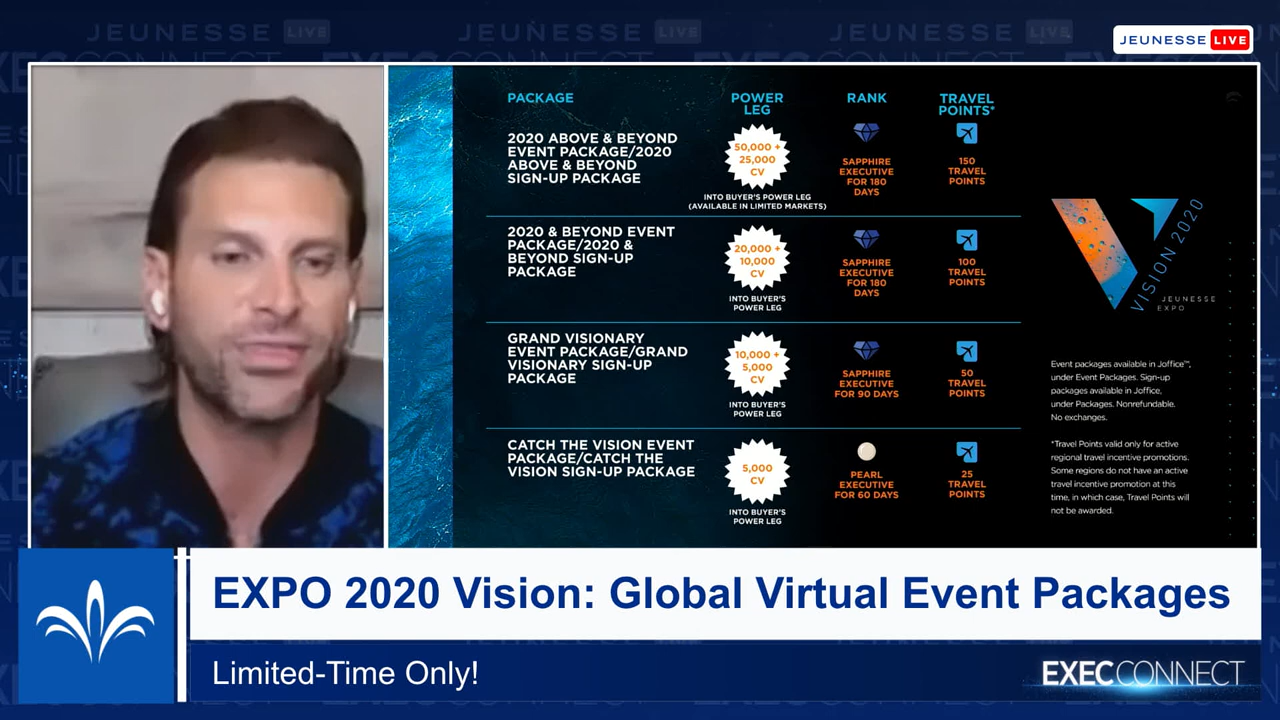 JEUNESSE LIVE
PACKAGE
POWER
LEG
RANK
TRAVEL
POINTS*
2020 ABOVE & BEYOND
EVENT PACKAGE/2020
ABOVE & BEYOND
SIGN-UP PACKAGE
50,000 +
25,000
CV
INTO BUYER'S POWER LEG
(AVAILABLE IN LIMITED MARKETS)
SAPPHIRE
EXECUTIVE
FOR 180
DAYS
150
TRAVEL
POINTS
2020 & BEYOND EVENT
PACKAGE/2020 &
BEYOND SIGN-UP
PACKAGE
20,000 +
10,000
CV
INTO BUYER'S
POWER LEG
SAPPHIRE
EXECUTIVE
FOR 180
DAYS
100
TRAVEL
POINTS
GRAND VISIONARY
EVENT PACKAGE/GRAND
VISIONARY SIGN-UP
PACKAGE
10,000 +
5,000
CV
INTO BUYER'S
POWER LEG
SAPPHIRE
EXECUTIVE
FOR 90 DAYS
50
TRAVEL
POINTS
CATCH THE VISION EVENT
PACKAGE/CATCH THE
VISION SIGN-UP PACKAGE
5,000
CV
INTO BUYER'S
POWER LEG
PEARL
EXECUTIVE
FOR 60 DAYS
25
TRAVEL
POINTS
VISION 2020
JEUNESSE
EXPO
Event packages available in Joffice™,
under Event Packages. Sign-up
packages available in Joffice,
under Packages. Nonrefundable.
No exchanges.
*Travel Points valid only for active
regional travel incentive promotions.
Some regions do not have an active
travel incentive promotion at this
time, in which case, Travel Points will
not be awarded.
EXPO 2020 Vision: Global Virtual Event Packages
Limited-Time Only!
EXECCONNECT